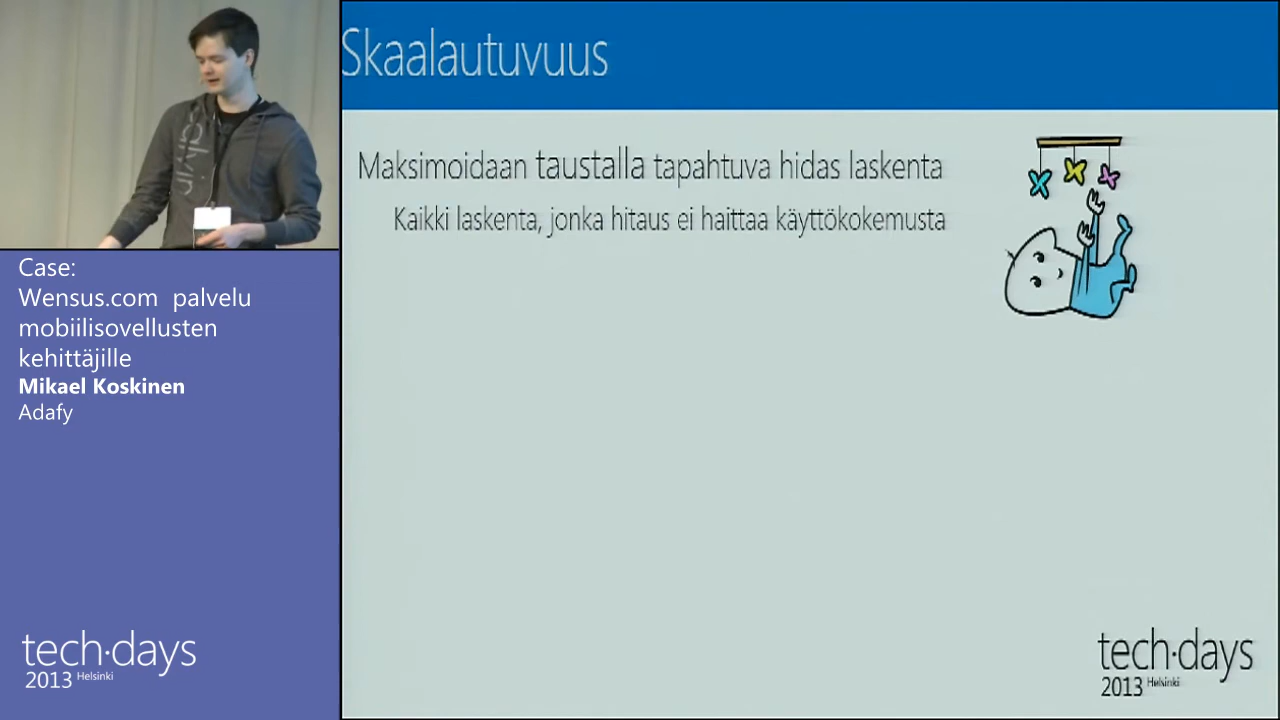 Skaalautuvuus
Maksimoidaan taustalla tapahtuva hidas laskenta
Kaikki laskenta, jonka hitaus ei haittaa käyttökokemusta
Case:
Wensus.com palvelu
mobiilisovellusten
kehittäjille
Mikael Koskinen
Adafy
tech·days
2013 Helsinki
tech·days
2013 Helsinki